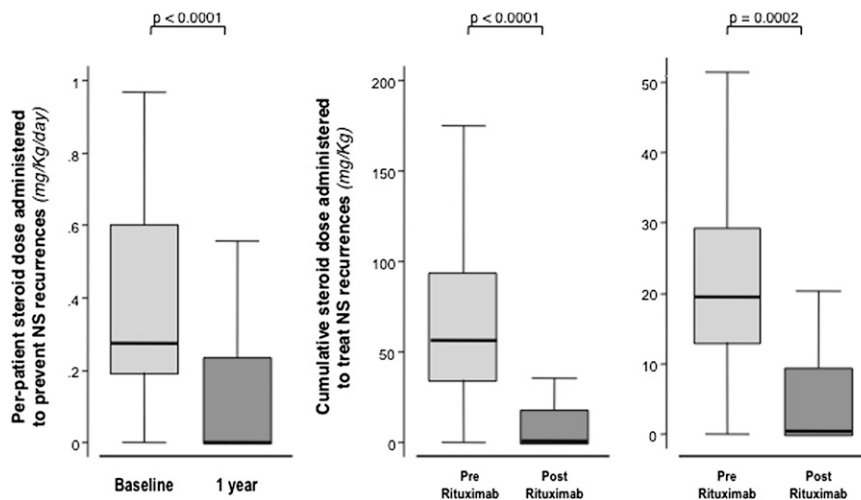 p < 0.0001
Per-patient steroid dose administered
to prevent NS recurrences (mg/Kg/day)
1
.8
.6
.4
.2
0
Baseline
1 year
p <0.0001
Cumulative steroid dose administered
to treat NS recurrences (mg/Kg)
200
150
100
50
0
Pre
Rituximab
Post
Rituximab
p = 0.0002
50
40
30
20
10
0
Pre
Rituximab
Post
Rituximab